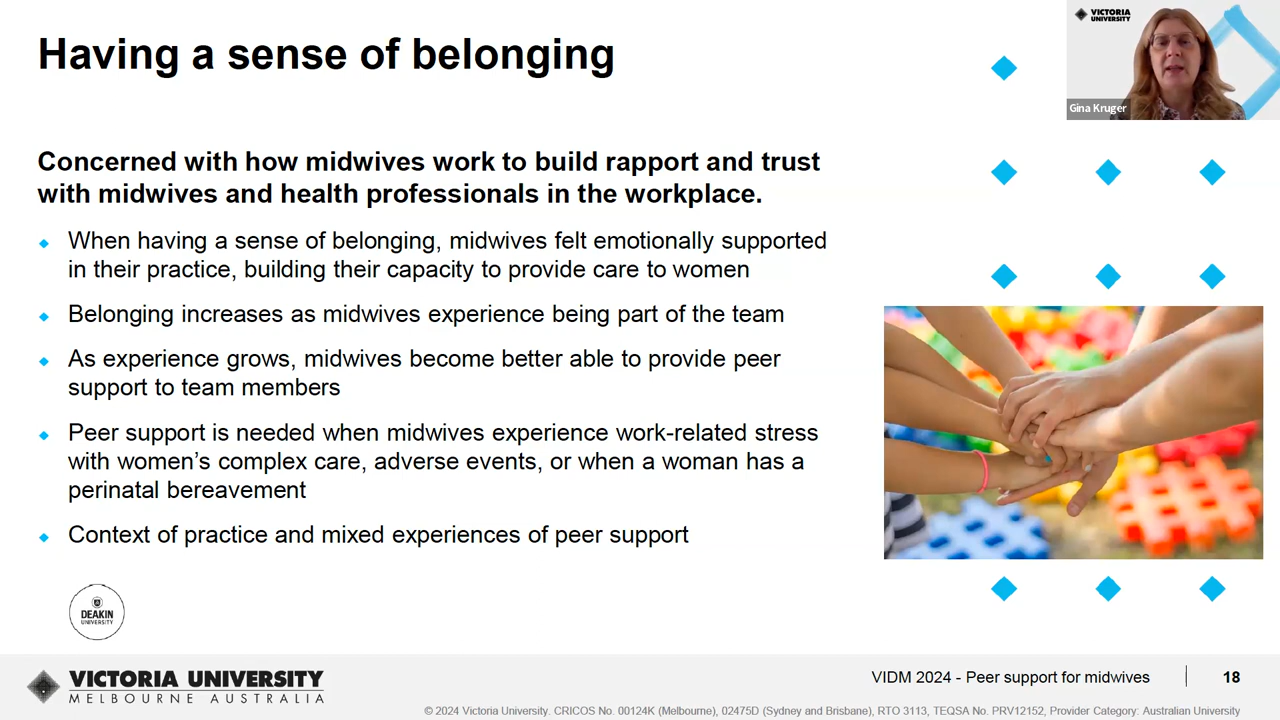 Having a sense of belonging
VICTORIA
UNIVERSITY
Gina Kruger
Concerned with how midwives work to build rapport and trust
with midwives and health professionals in the workplace.
When having a sense of belonging, midwives felt emotionally supported
in their practice, building their capacity to provide care to women
Belonging increases as midwives experience being part of the team
As experience grows, midwives become better able to provide peer
support to team members
Peer support is needed when midwives experience work-related stress
with women’s complex care, adverse events, or when a woman has a
perinatal bereavement
Context of practice and mixed experiences of peer support
DEAKIN
UNIVERSITY
VICTORIA UNIVERSITY
MELBOURNE AUSTRALIA
VIDM 2024 - Peer support for midwives
18
© 2024 Victoria University. CRICOS No. 00124K (Melbourne), 02475D (Sydney and Brisbane), RTO 3113, TEQSA No. PRV12152, Provider Category: Australian University